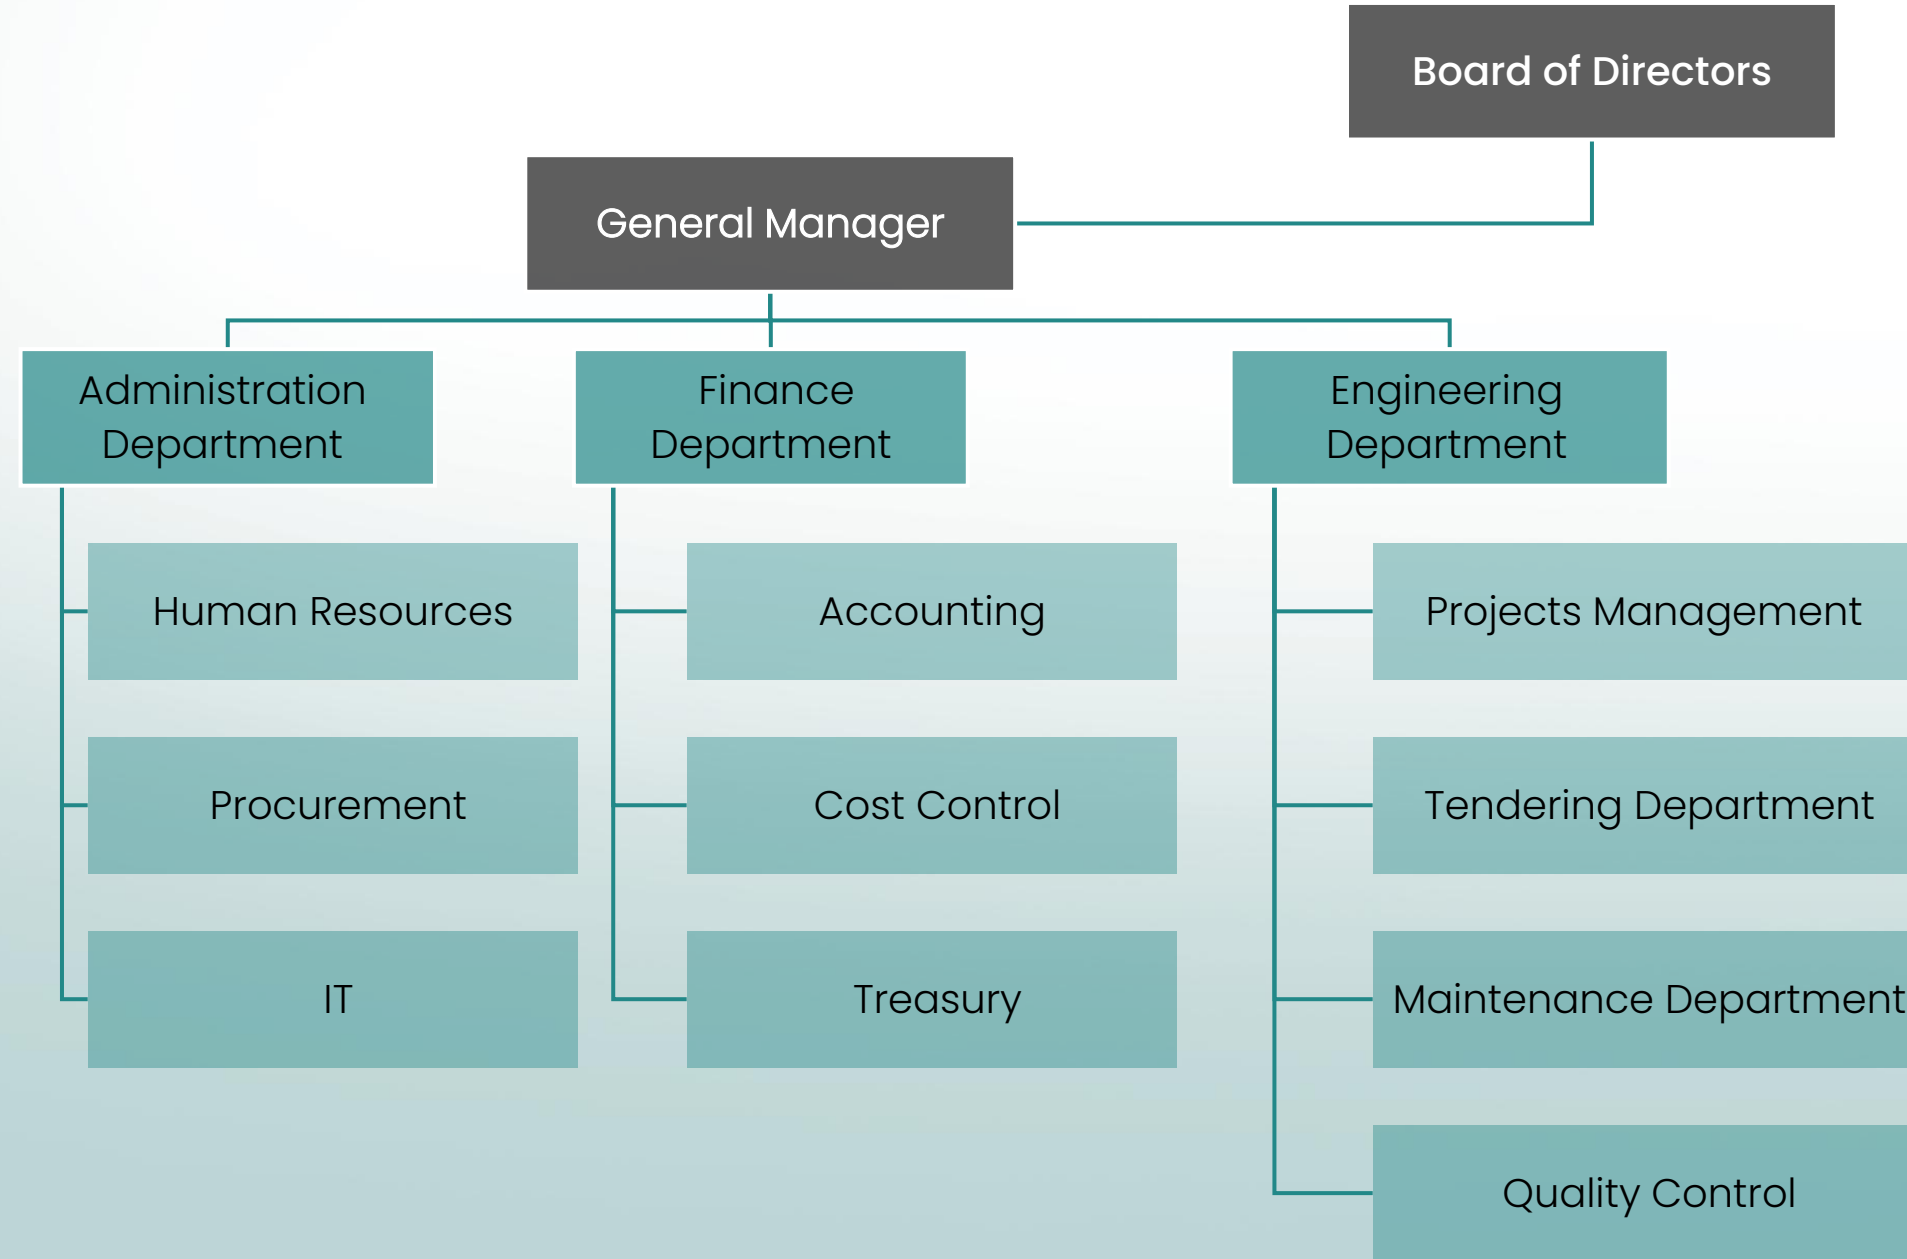 Board of Directors
General Manager
Administration
Department
Finance
Department
Engineering
Department
Human Resources
Accounting
Projects Management
Procurement
Cost Control
Tendering Department
IT
Treasury
Maintenance Department
Quality Control